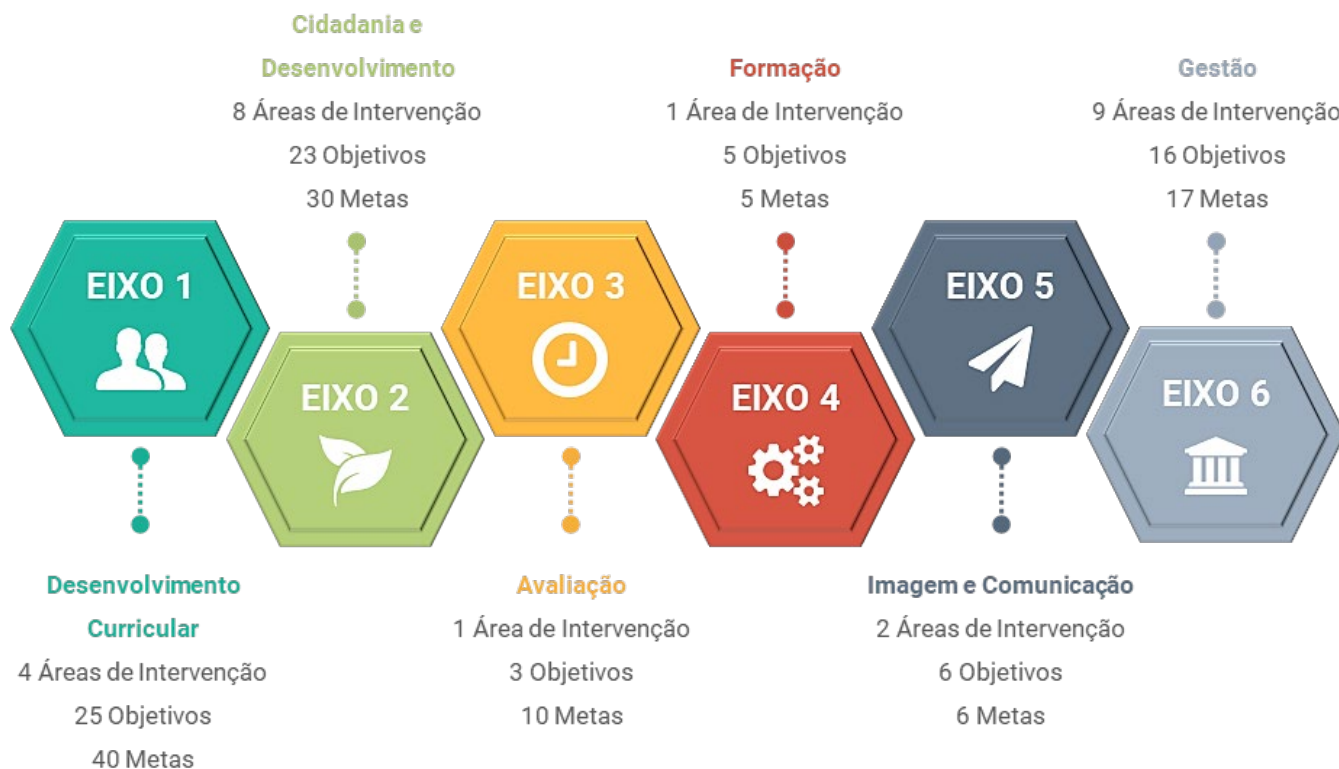 EIXO 1
Desenvolvimento
Curricular
4 Áreas de Intervenção
25 Objetivos
40 Metas
Cidadania e
Desenvolvimento
8 Áreas de Intervenção
23 Objetivos
30 Metas
EIXO 2
EIXO 3
Avaliação
1 Área de Intervenção
3 Objetivos
10 Metas
Formação
1 Área de Intervenção
5 Objetivos
5 Metas
EIXO 4
EIXO 5
Imagem e Comunicação
2 Áreas de Intervenção
6 Objetivos
6 Metas
Gestão
9 Áreas de Intervenção
16 Objetivos
17 Metas
EIXO 6